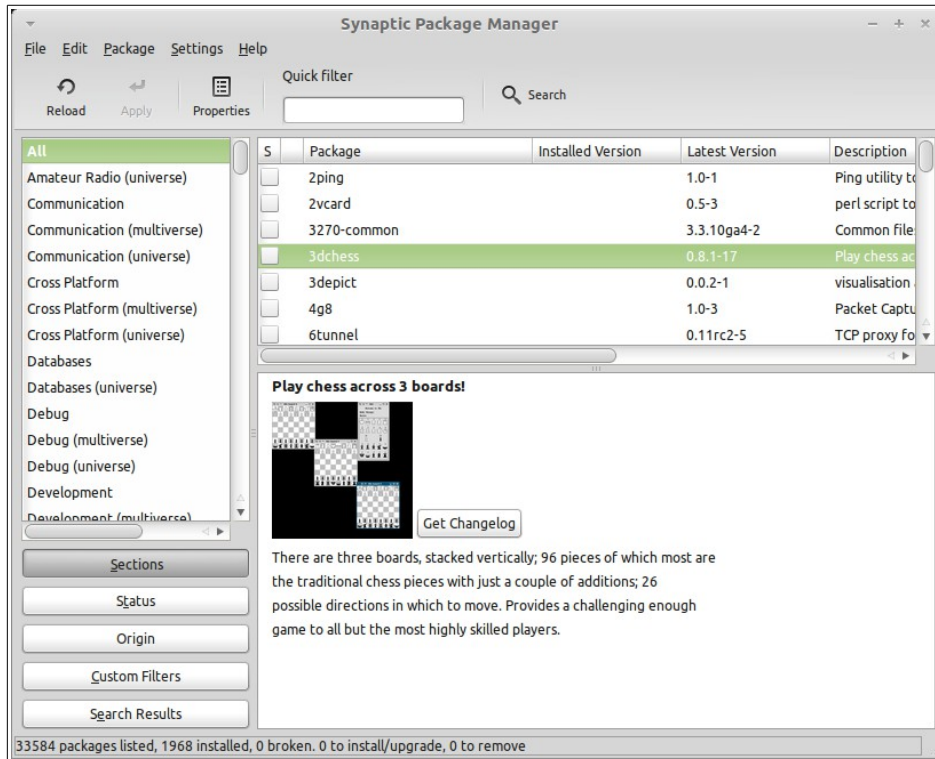 Synaptic Package Manager
File Edit Package Settings Help
Reload Apply Properties
Quick filter
Search
All
Amateur Radio (universe)
Communication
Communication (multiverse)
Communication (universe)
Cross Platform
Cross Platform (multiverse)
Cross Platform (universe)
Databases
Databases (universe)
Debug
Debug (multiverse)
Debug (universe)
Development
Development (multiverse)
Sections
Status
Origin
Custom Filters
Search Results
S Package Installed Version Latest Version Description
2ping 1.0-1 Ping utility to
2vcard 0.5-3 perl script to
3270-common 3.3.10ga4-2 Common file
3dchess 0.8.1-17 Play chess ac
3depict 0.0.2-1 visualisation
4g8 1.0-3 Packet Captu
6tunnel 0.11rc2-5 TCP proxy fo
Play chess across 3 boards!
Get Changelog
There are three boards, stacked vertically; 96 pieces of which most are
the traditional chess pieces with just a couple of additions; 26
possible directions in which to move. Provides a challenging enough
game to all but the most highly skilled players.
33584 packages listed, 1968 installed, 0 broken. 0 to install/upgrade, 0 to remove